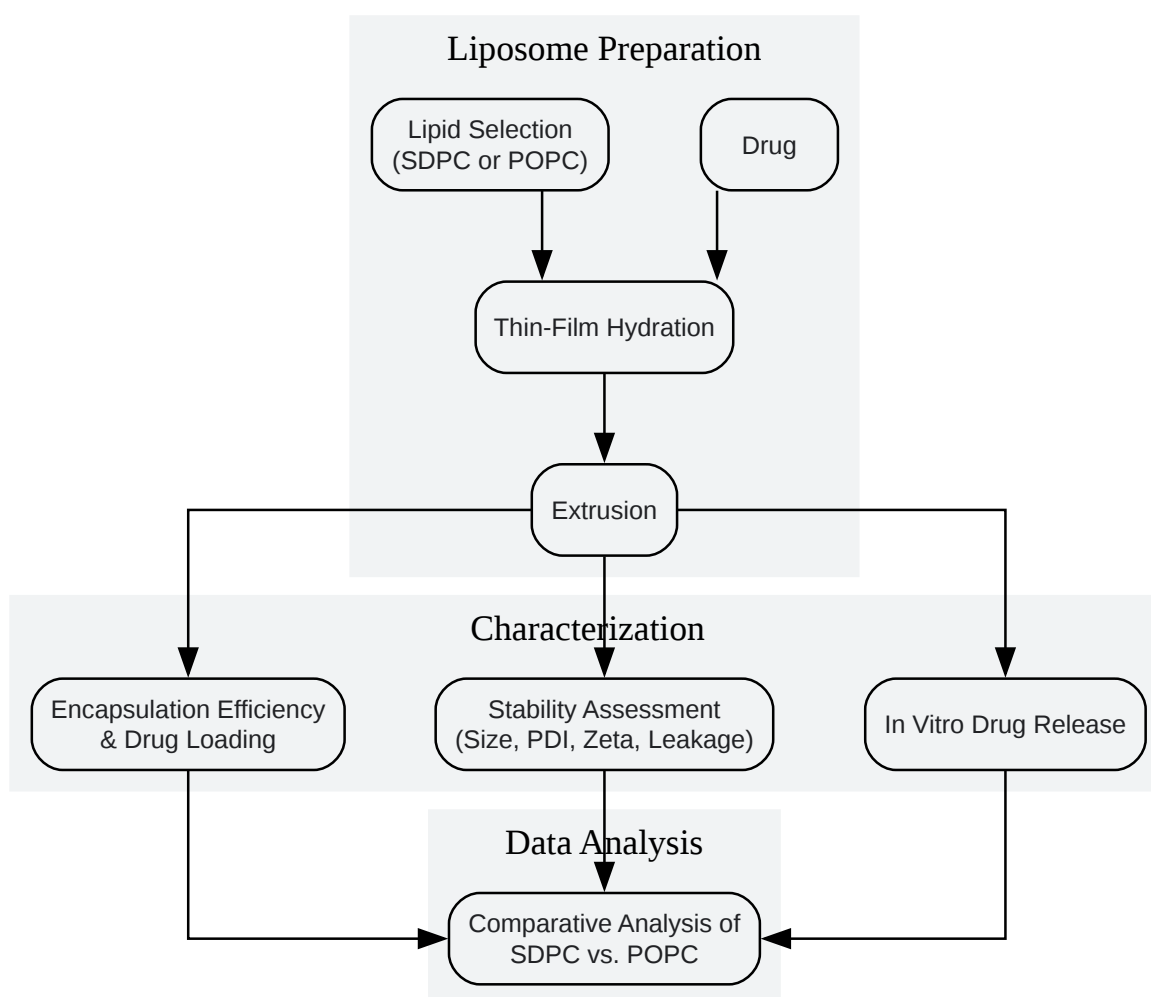 Liposome Preparation
Lipid Selection
(SDPC or POPC)
Drug
Thin-Film Hydration
Extrusion
Characterization
Encapsulation Efficiency
& Drug Loading
Stability Assessment
(Size, PDI, Zeta, Leakage)
In Vitro Drug Release
Data Analysis
Comparative Analysis of
SDPC vs. POPC